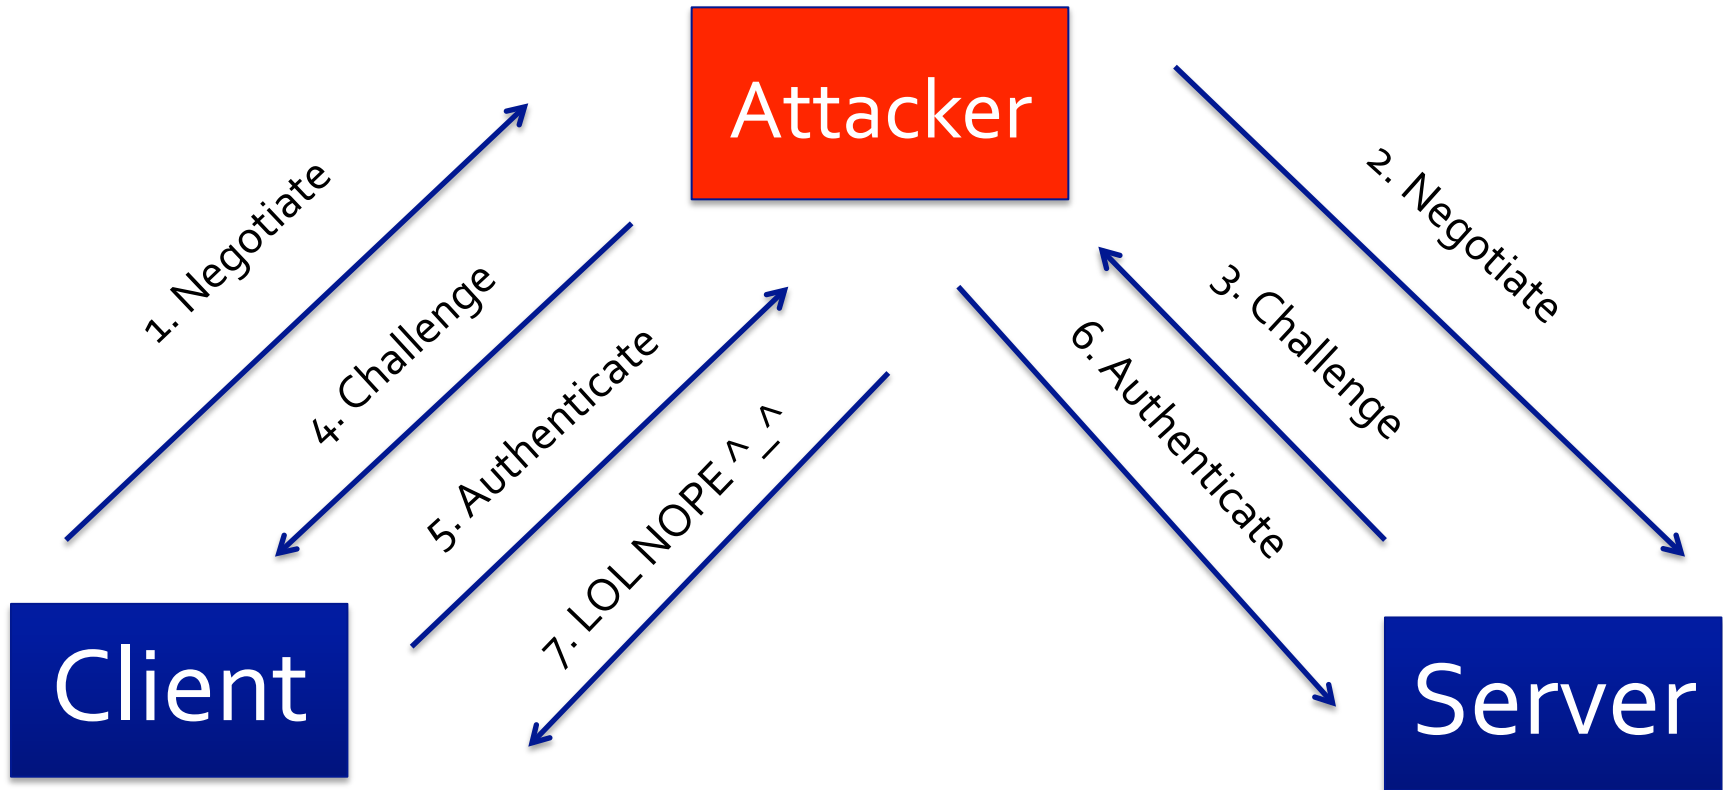 Attacker
1. Negotiate
2. Negotiate
3. Challenge
4. Challenge
5. Authenticate
6. Authenticate
7. LOL NOPE ^_^
Client
Server